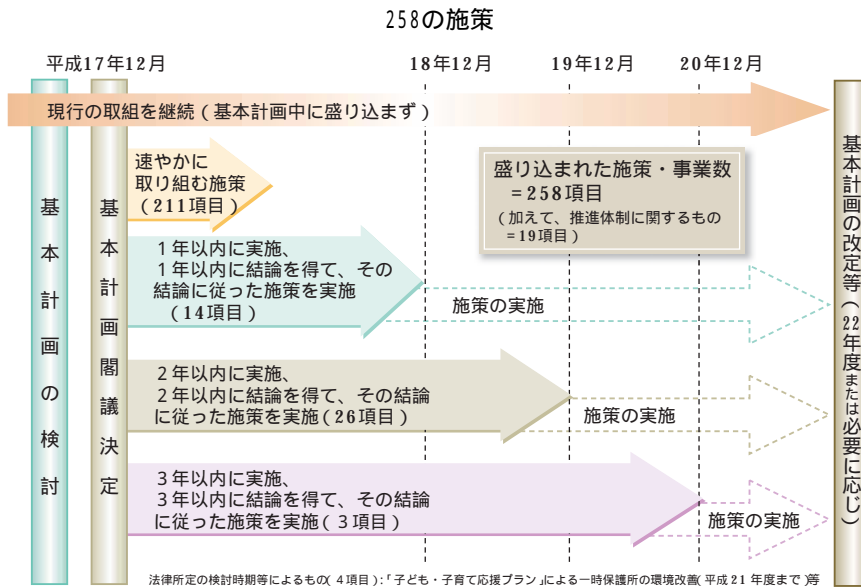 258の施策
平成17年12月
18年12月
19年12月
20年12月
現行の取組を継続(基本計画中に盛り込まず)
基本計画の検討
基本計画閣議決定
速やかに
取り組む施策
(211項目)
盛り込まれた施策・事業数
=258項目
(加えて、推進体制に関するもの
=19項目)
1年以内に実施、
1年以内に結論を得て、その
結論に従った施策を実施
(14項目)
施策の実施
2年以内に実施、
2年以内に結論を得て、その結論
に従った施策を実施(26項目)
施策の実施
3年以内に実施、
3年以内に結論を得て、その結論
に従った施策を実施(3項目)
施策の実施
基本計画の改定等(22年度または必要に応じ)
法律所定の検討時期等によるもの(4項目):「子ども・子育て応援プラン」による一時保護所の環境改善(平成21年度まで)等